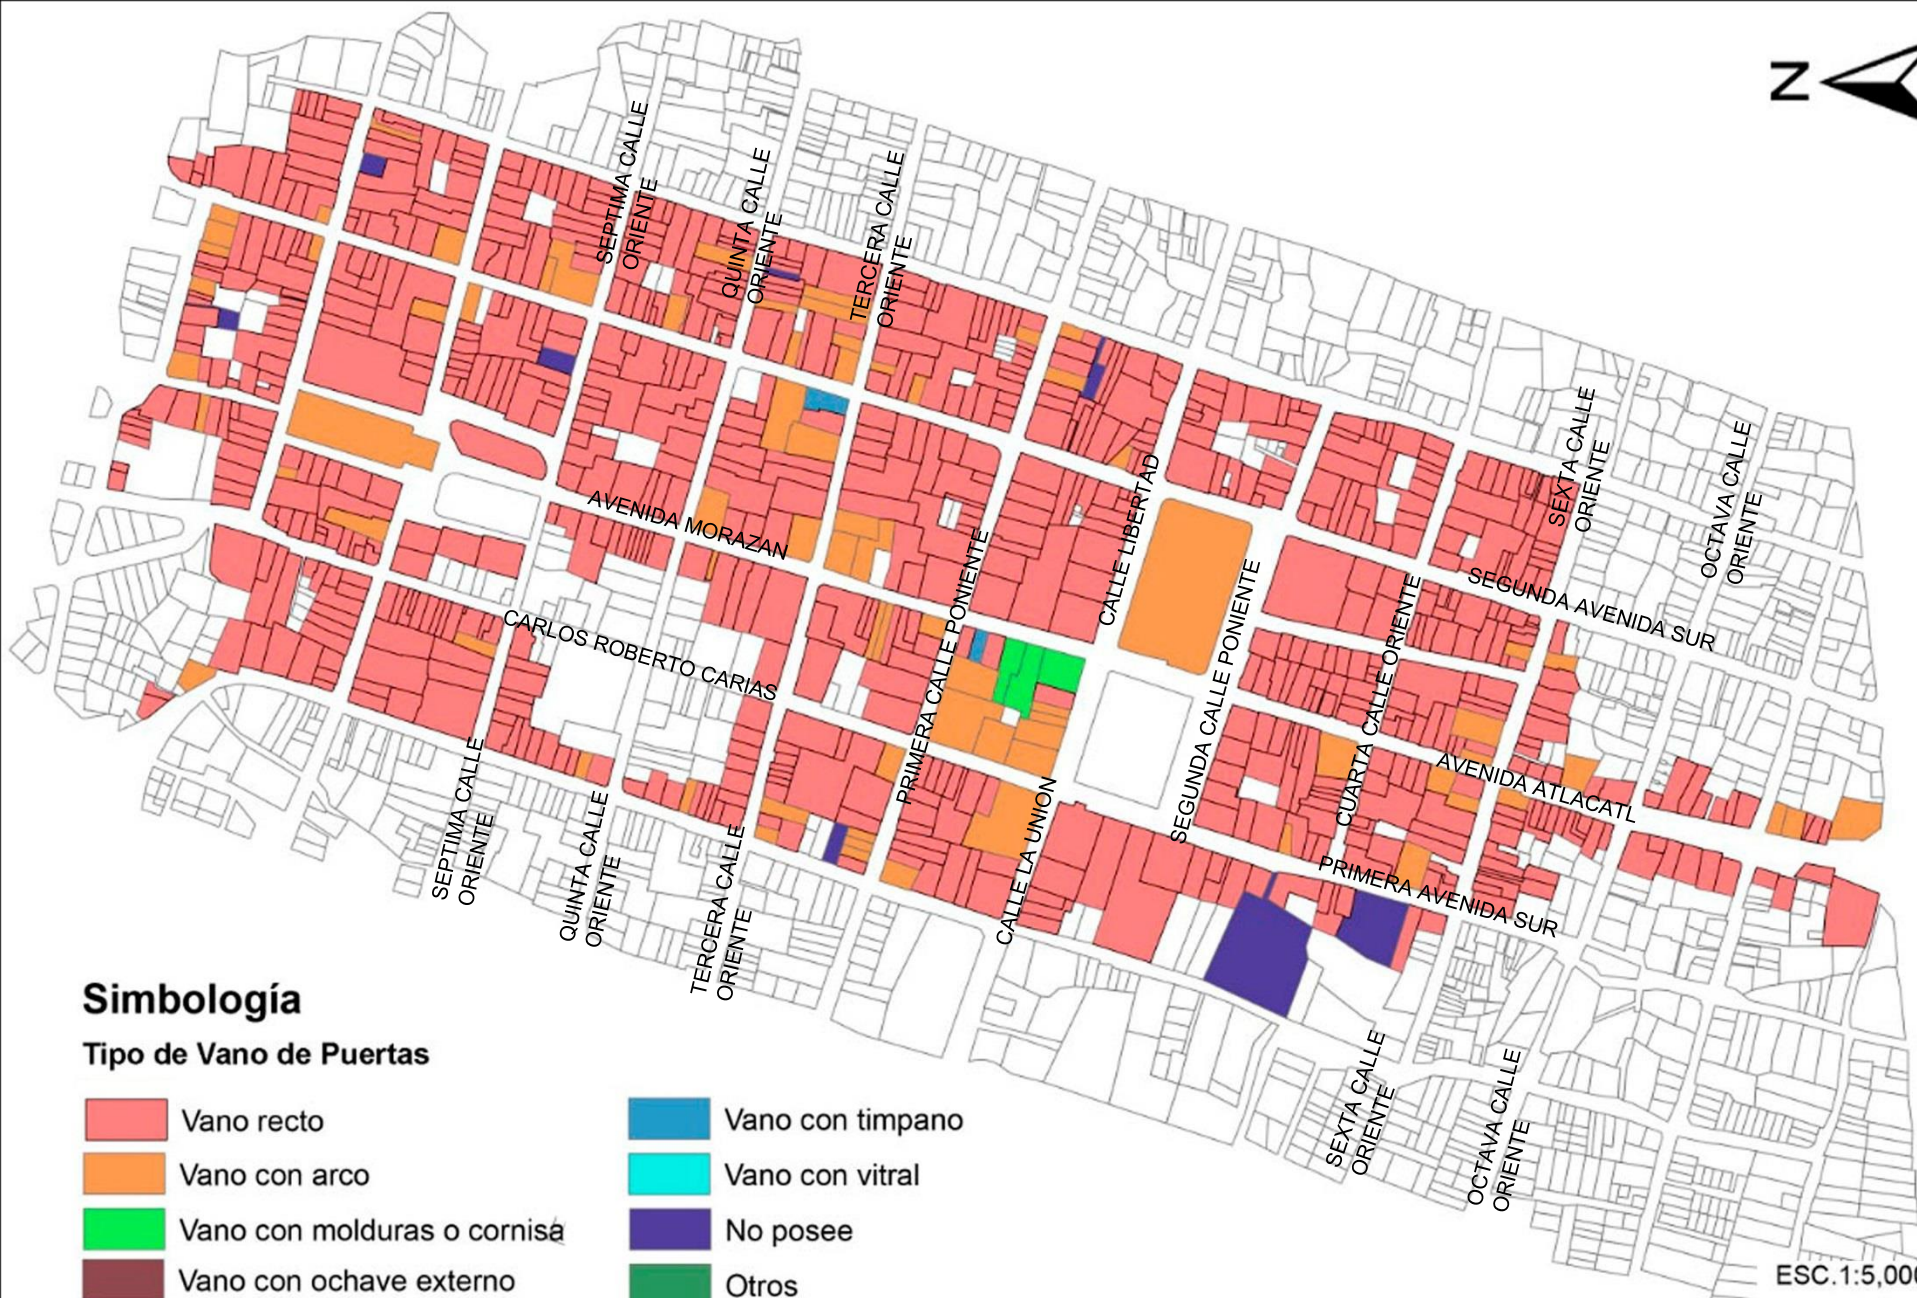 N
SEPTIMA CALLE
ORIENTE
QUINTA CALLE
ORIENTE
TERCERA CALLE
ORIENTE
SEXTA CALLE
ORIENTE
OCTAVA CALLE
ORIENTE
AVENIDA MORAZAN
CALLE LIBERTAD
PRIMERA CALLE PONIENTE
SEGUNDA CALLE PONIENTE
CUARTA CALLE ORIENTE
SEGUNDA AVENIDA SUR
CARLOS ROBERTO CARIAS
AVENIDA ATLACATL
CALLE LA UNION
PRIMERA AVENIDA SUR
SEPTIMA CALLE
ORIENTE
QUINTA CALLE
ORIENTE
TERCERA CALLE
ORIENTE
SEXTA CALLE
ORIENTE
OCTAVA CALLE
ORIENTE
Simbología
Tipo de Vano de Puertas
Vano recto
Vano con arco
Vano con molduras o cornisa
Vano con ochave externo
Vano con timpano
Vano con vitral
No posee
Otros
ESC.1:5,000